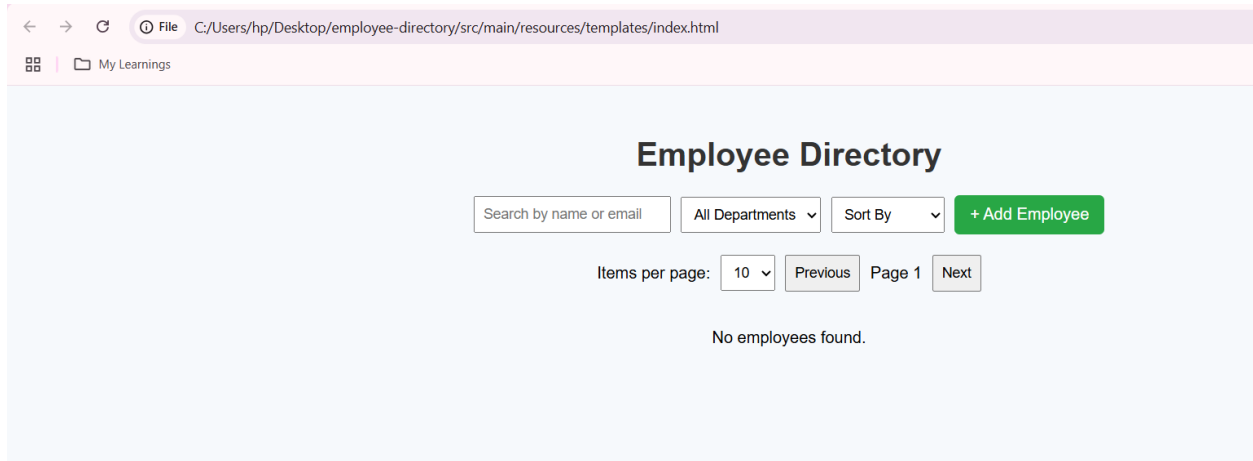 File C:/Users/hp/Desktop/employee-directory/src/main/resources/templates/index.html
My Learnings
Employee Directory
Search by name or email All Departments Sort By + Add Employee
Items per page: 10 Previous Page 1 Next
No employees found.